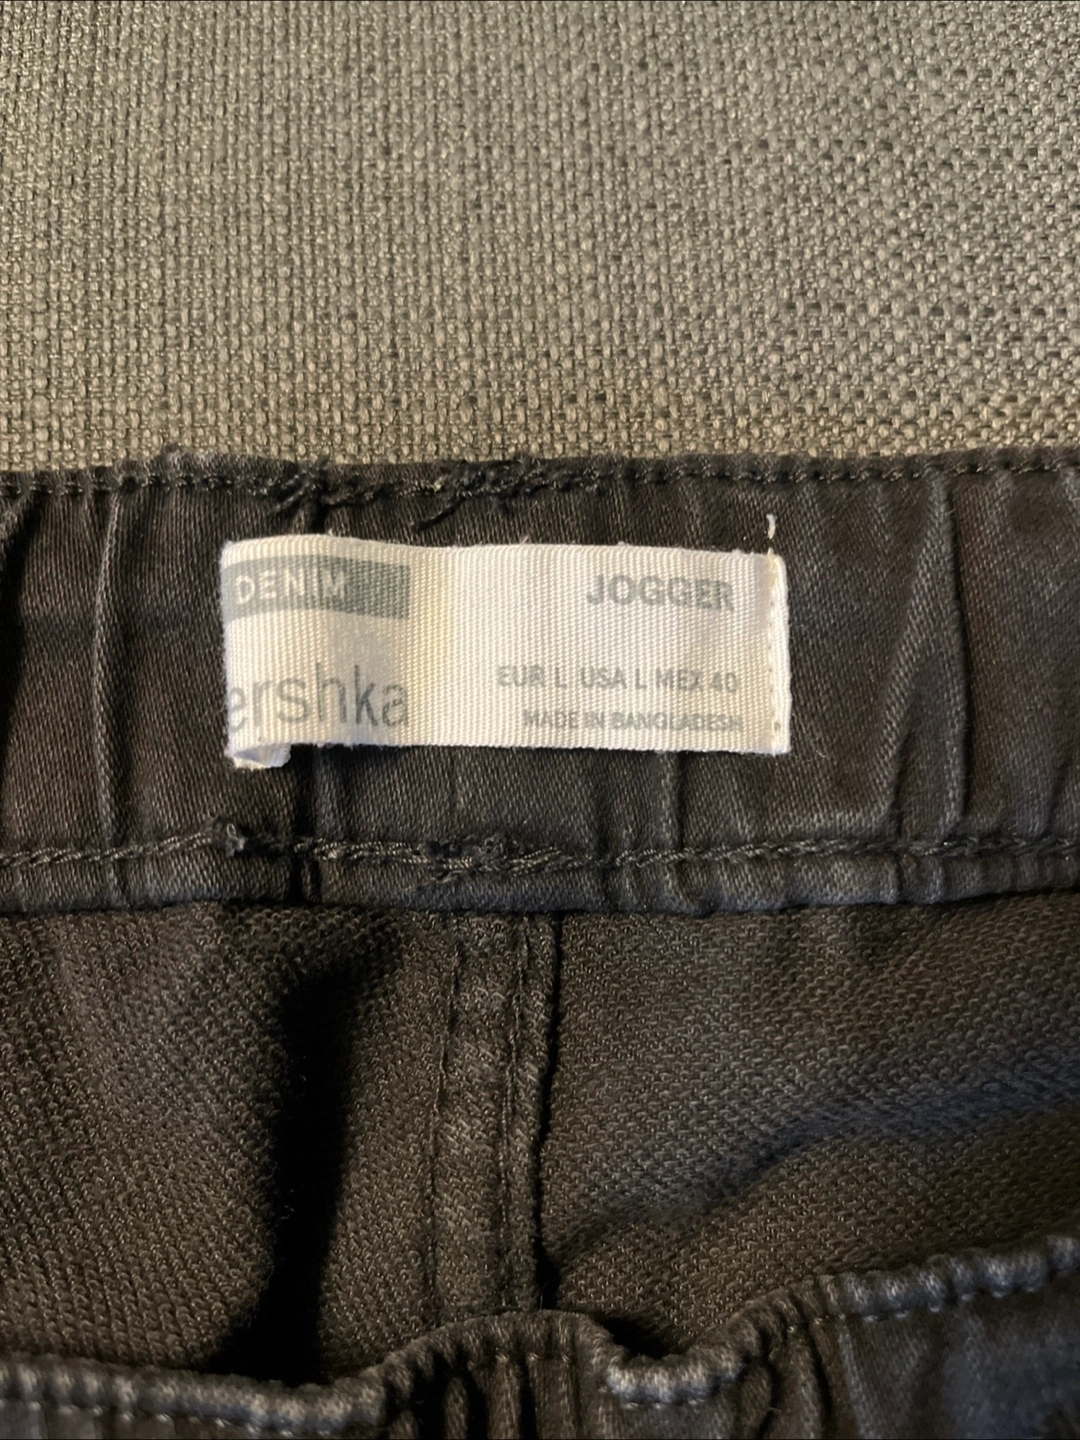 DENIM
JOGGER
ershka
EUR L USA L MEX 40
MADE IN BANGLADESH